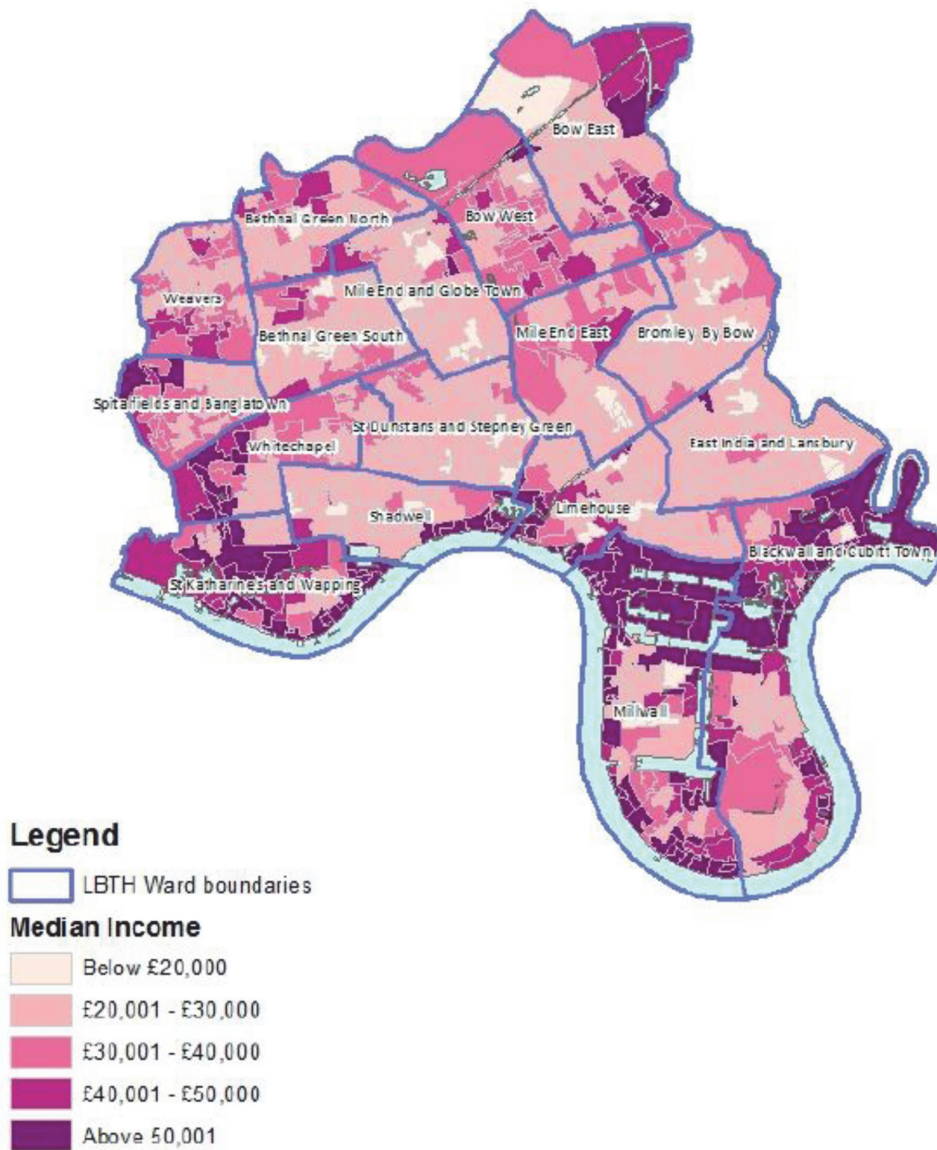 Bow East
Bow West
Bethnal Green North
Mile End and Globe Town
Weavers
Bethnal Green South
Mile End East
Bromley By Bow
Spitalfields and Banglatown
Whitechapel
St Dunstans and Stepney Green
East India and Lansbury
Shadwell
Limehouse
Blackwall and Cubitt Town
St Katharine's and Wapping
Millwall
Legend
LBTH Ward boundaries
Median Income
Below £20,000
£20,001 - £30,000
£30,001 - £40,000
£40,001 - £50,000
Above 50,001